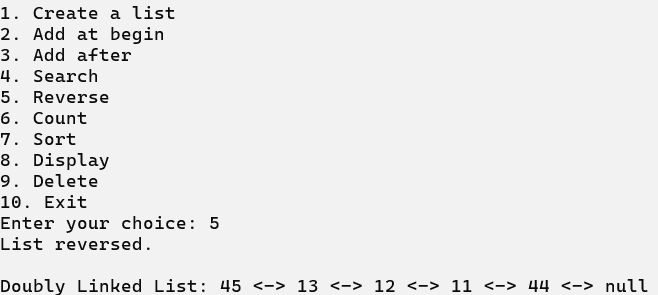 1. Create a list
2. Add at begin
3. Add after
4. Search
5. Reverse
6. Count
7. Sort
8. Display
9. Delete
10. Exit
Enter your choice: 5
List reversed.
Doubly Linked List: 45 <-> 13 <-> 12 <-> 11 <-> 44 <-> null